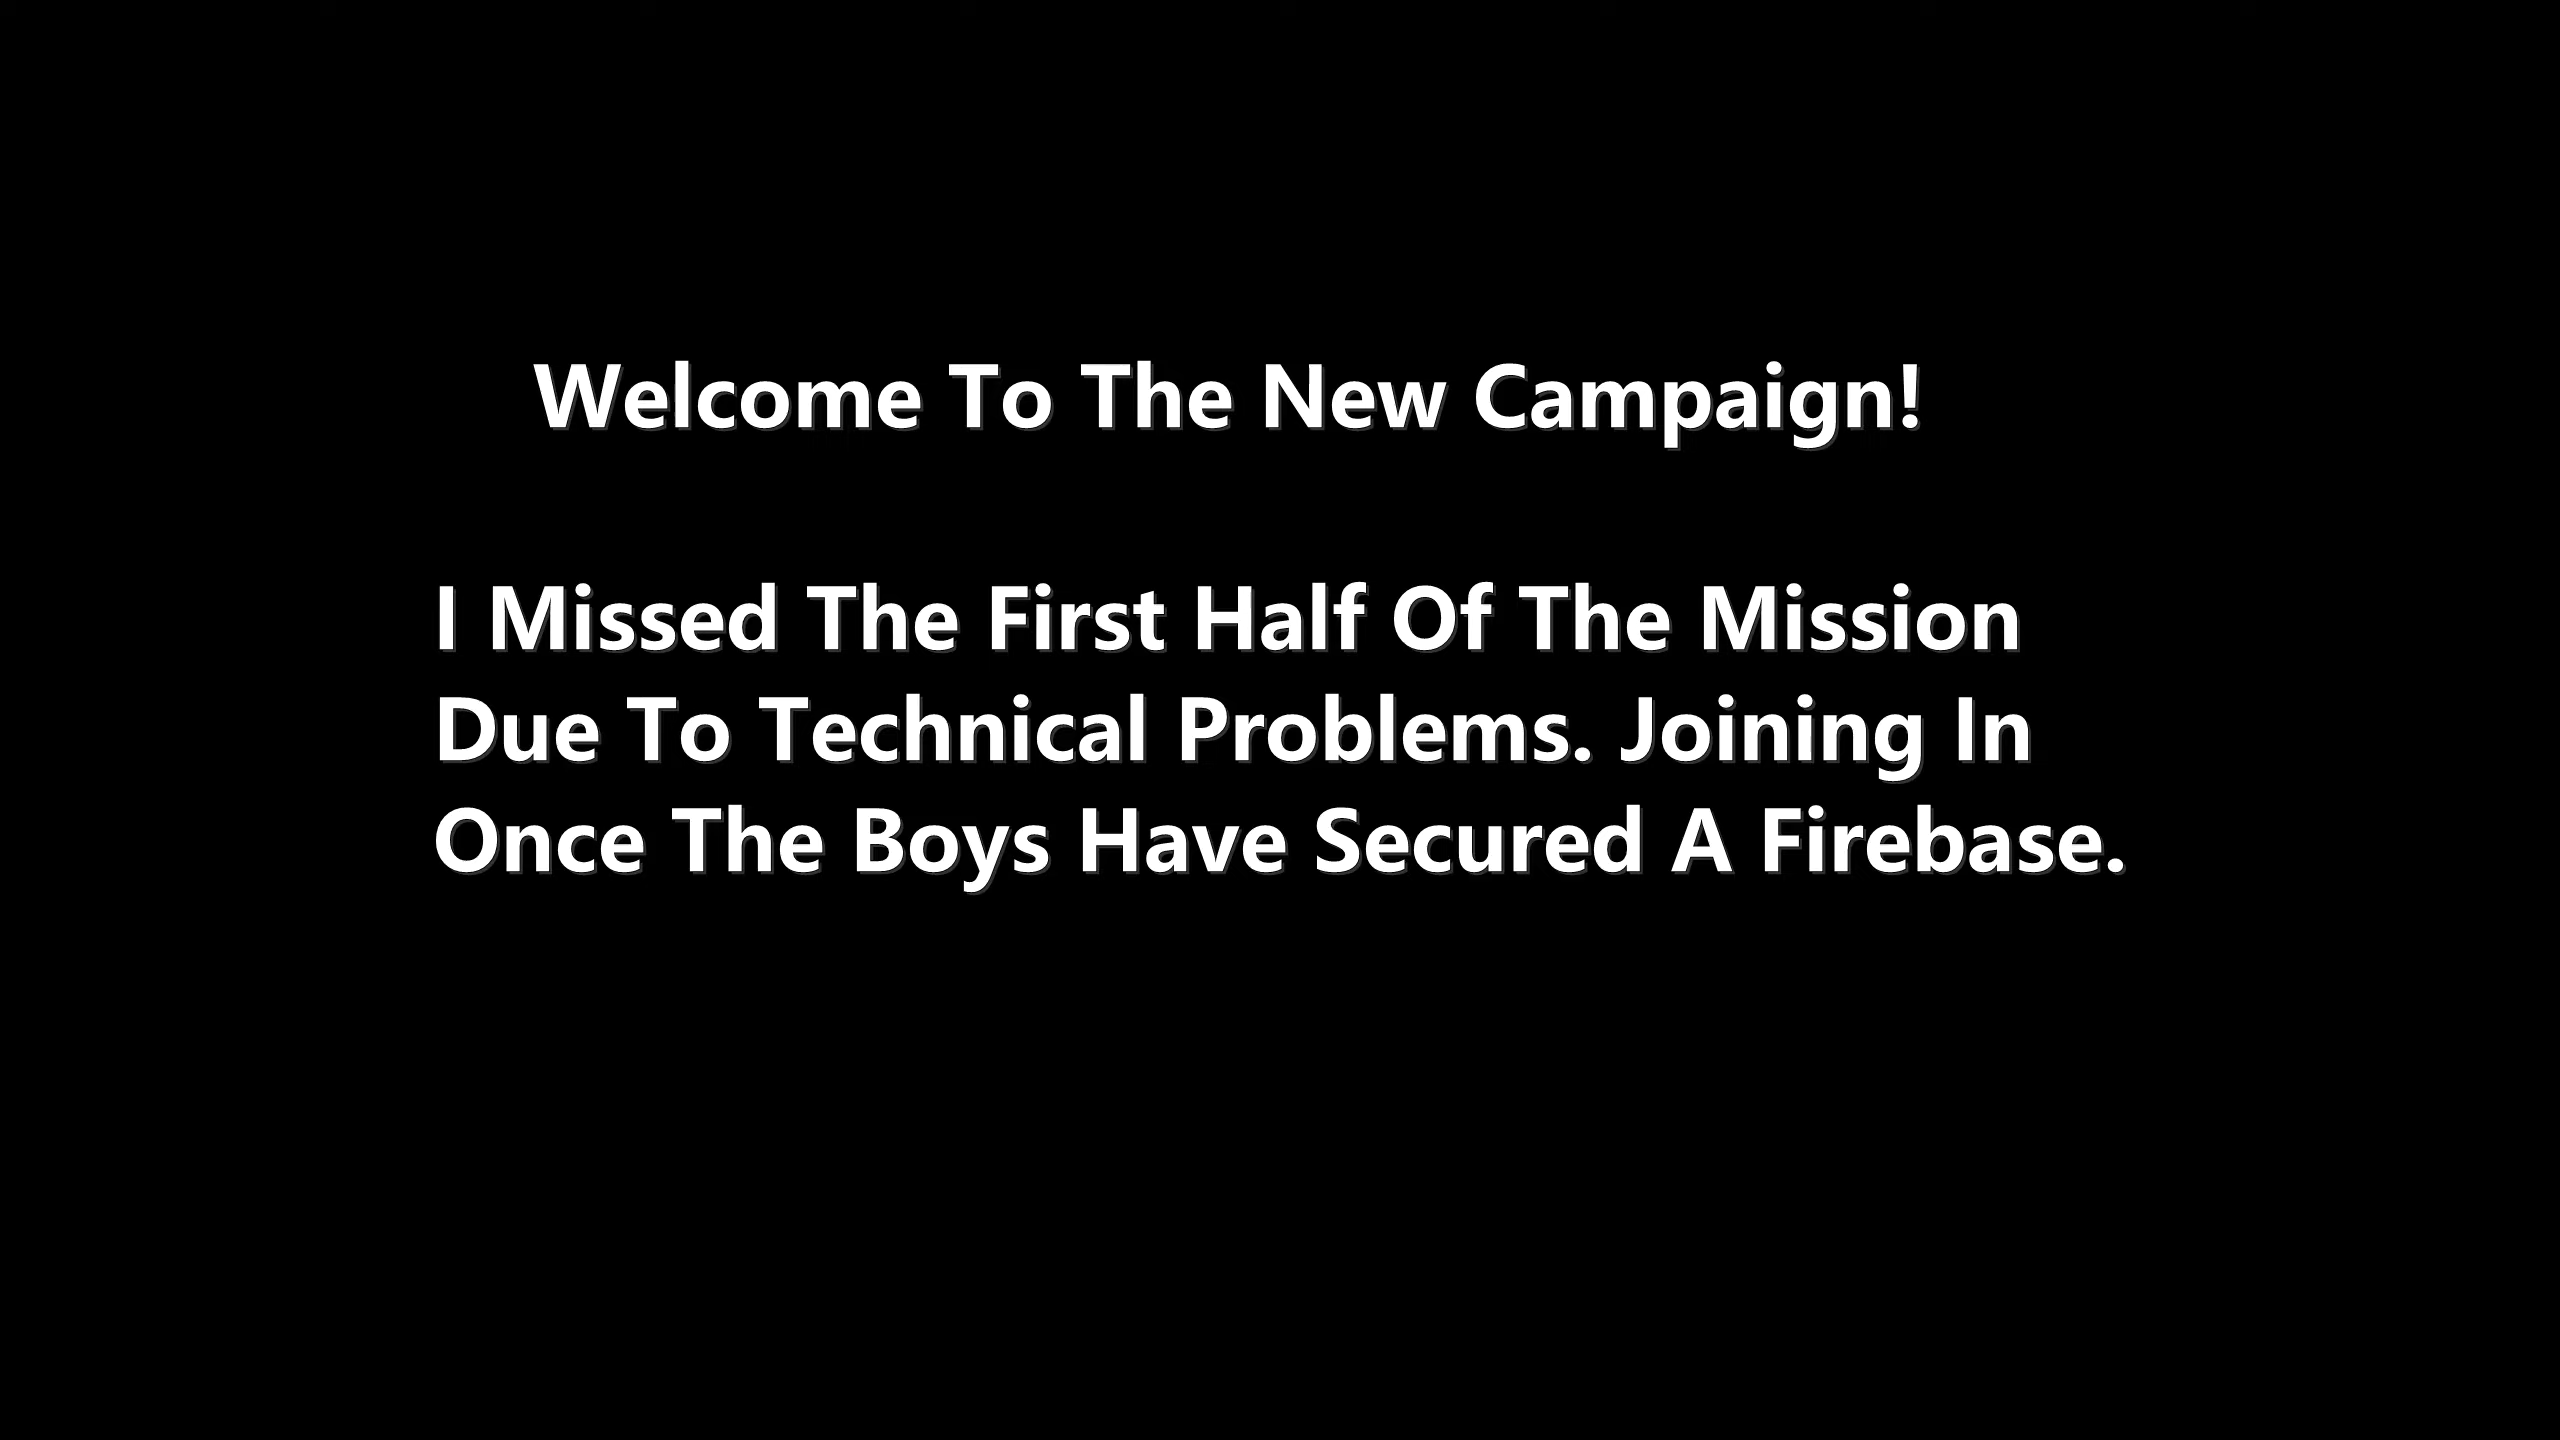 Welcome To The New Campaign!
I Missed The First Half Of The Mission
Due To Technical Problems. Joining In
Once The Boys Have Secured A Firebase.